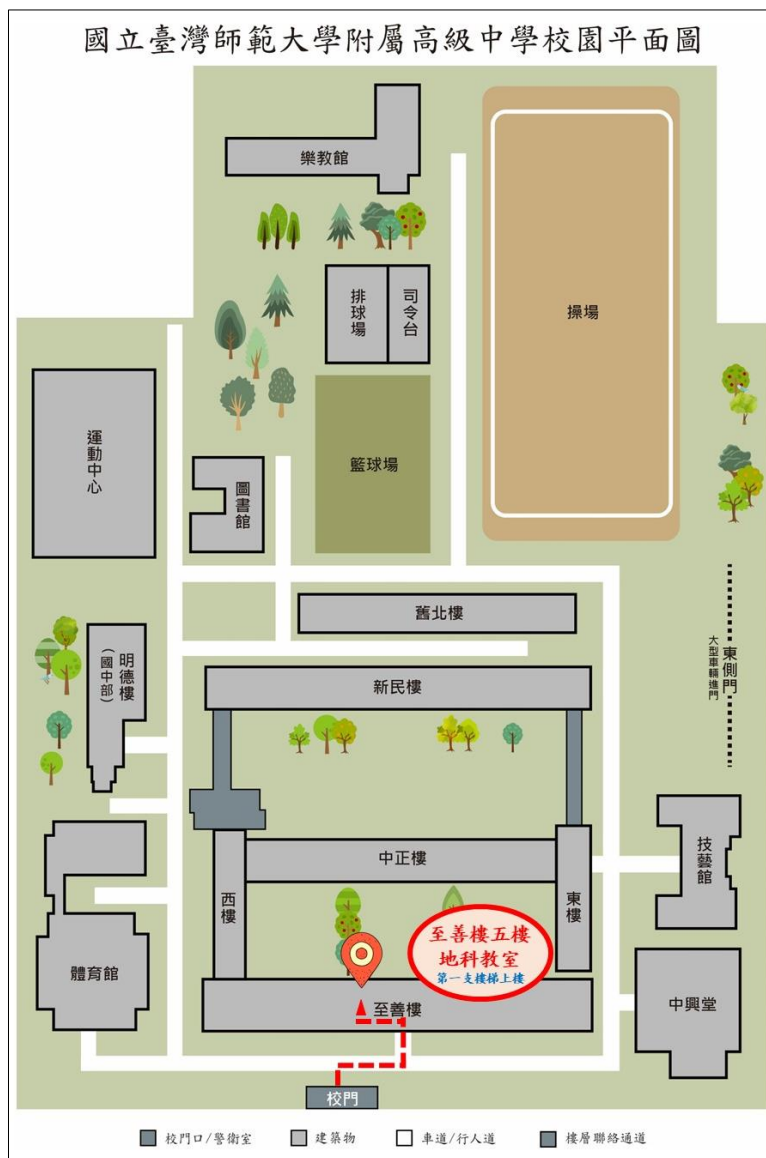 國立臺灣師範大學附屬高級中學校園平面圖
樂教館
排球場
司令台
操場
運動中心
籃球場
圖書館
舊北樓
明德樓
（國中部）
東側門
大型車輛進門
新民樓
中正樓
西樓
東樓
技藝館
至善樓五樓
地科教室
第一支樓梯上樓
體育館
至善樓
中興堂
校門
校門口/警衛室
建築物
車道/行人道
樓層聯絡通道